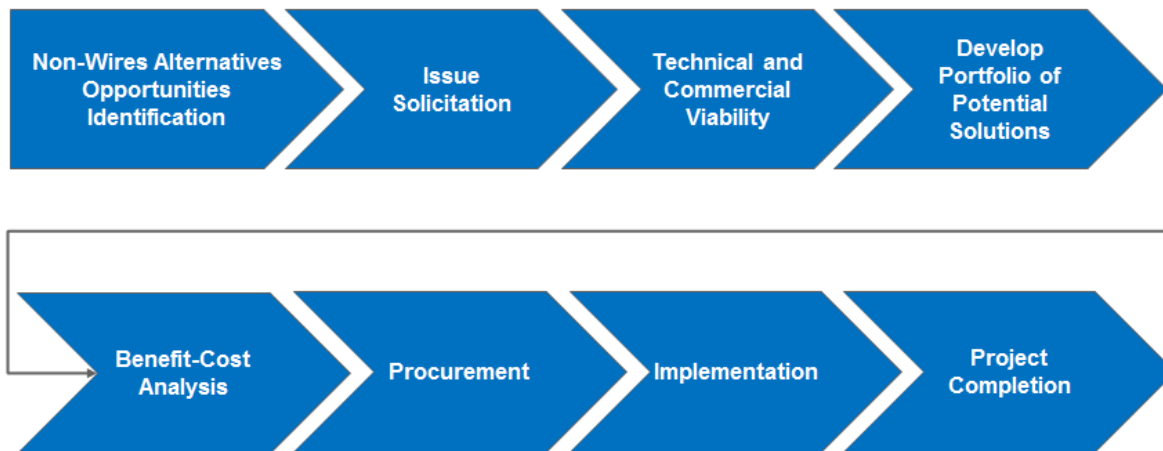 Non-Wires Alternatives
Opportunities
Identification
Issue
Solicitation
Technical and
Commercial
Viability
Develop
Portfolio of
Potential
Solutions
Benefit-Cost
Analysis
Procurement
Implementation
Project
Completion